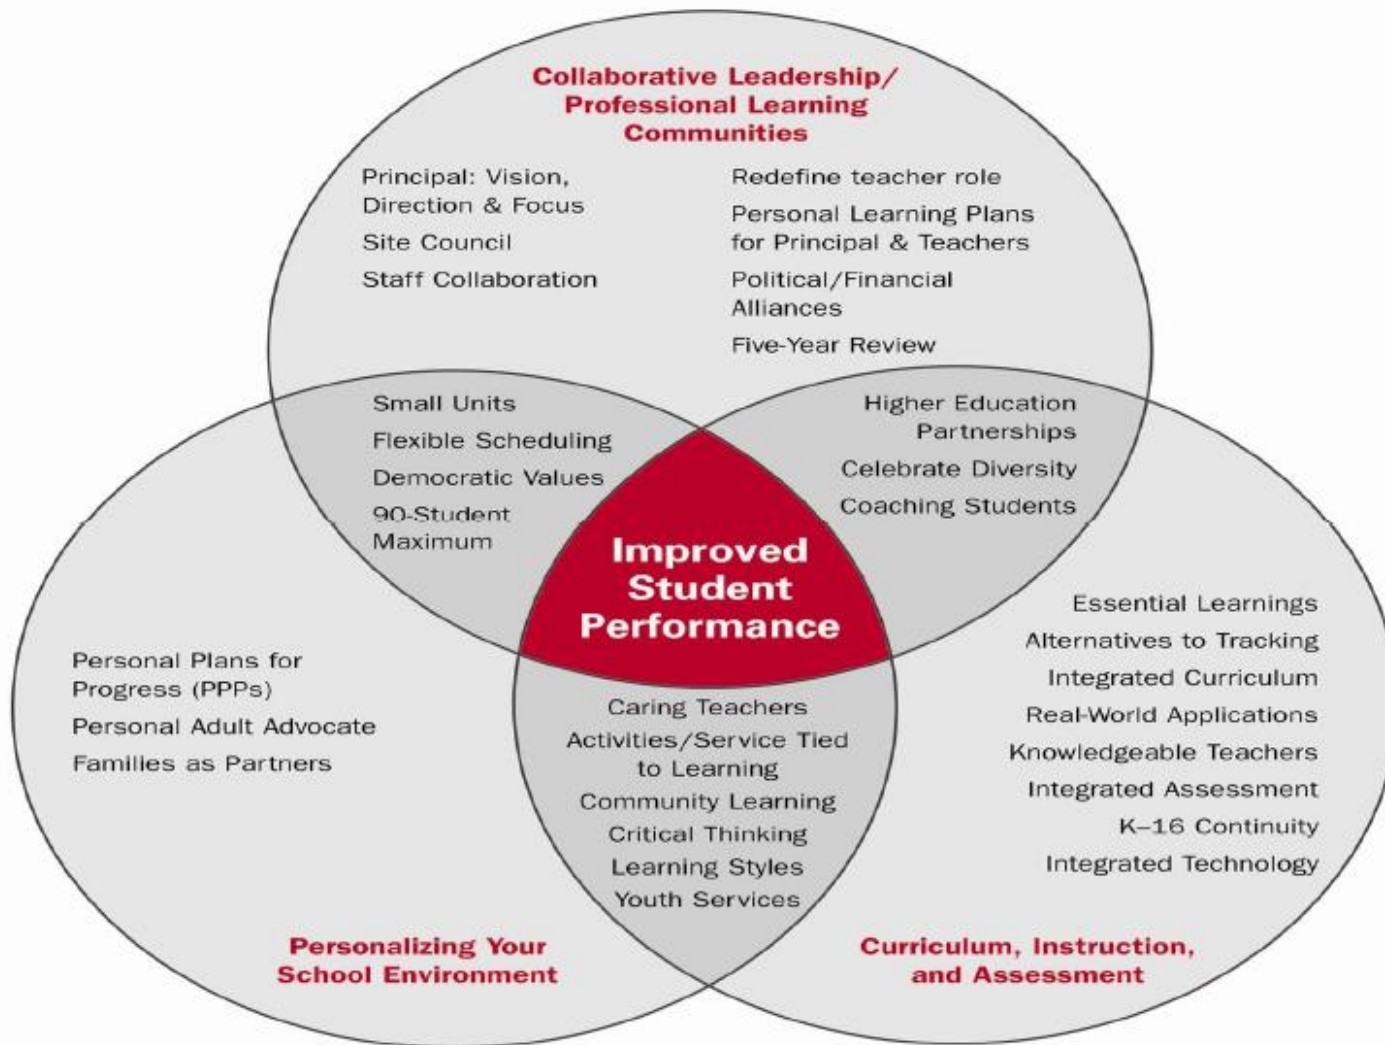 Collaborative Leadership/
Professional Learning
Communities
Principal: Vision,
Direction & Focus
Site Council
Staff Collaboration
Redefine teacher role
Personal Learning Plans
for Principal & Teachers
Political/Financial
Alliances
Five-Year Review
Small Units
Flexible Scheduling
Democratic Values
90-Student
Maximum
Higher Education
Partnerships
Celebrate Diversity
Coaching Students
Improved
Student
Performance
Personal Plans for
Progress (PPPs)
Personal Adult Advocate
Families as Partners
Caring Teachers
Activities/Service Tied
to Learning
Community Learning
Critical Thinking
Learning Styles
Youth Services
Essential Learnings
Alternatives to Tracking
Integrated Curriculum
Real-World Applications
Knowledgeable Teachers
Integrated Assessment
K–16 Continuity
Integrated Technology
Personalizing Your
School Environment
Curriculum, Instruction,
and Assessment